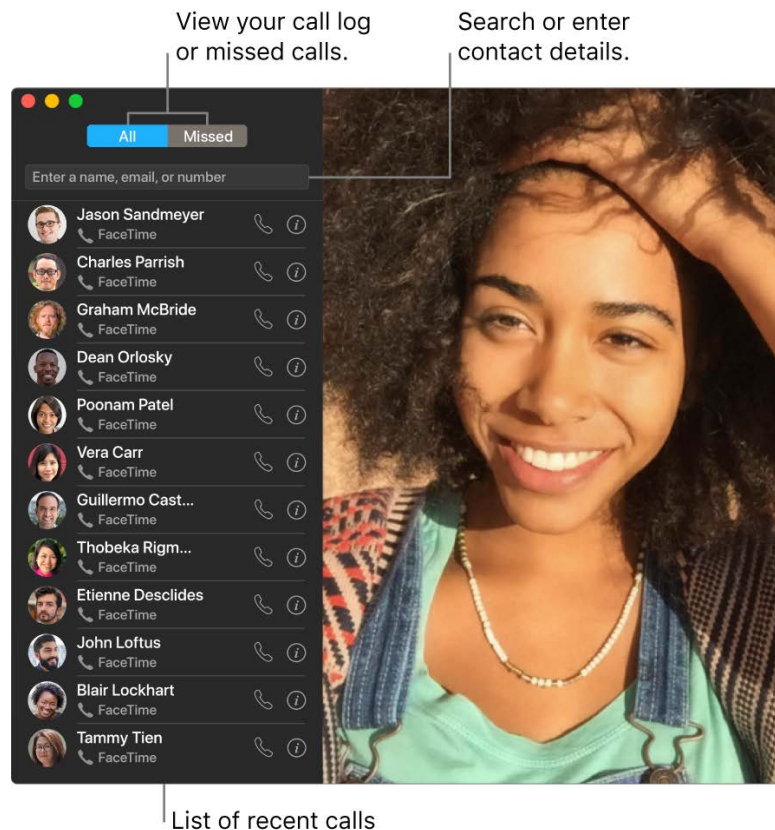 View your call log
or missed calls.
Search or enter
contact details.
All Missed
Enter a name, email, or number
Jason Sandmeyer
FaceTime
Charles Parrish
FaceTime
Graham McBride
FaceTime
Dean Orlosky
FaceTime
Poonam Patel
FaceTime
Vera Carr
FaceTime
Guillermo Cast...
FaceTime
Thobeka Rigm...
FaceTime
Etienne Desclides
FaceTime
John Loftus
FaceTime
Blair Lockhart
FaceTime
Tammy Tien
FaceTime
List of recent calls